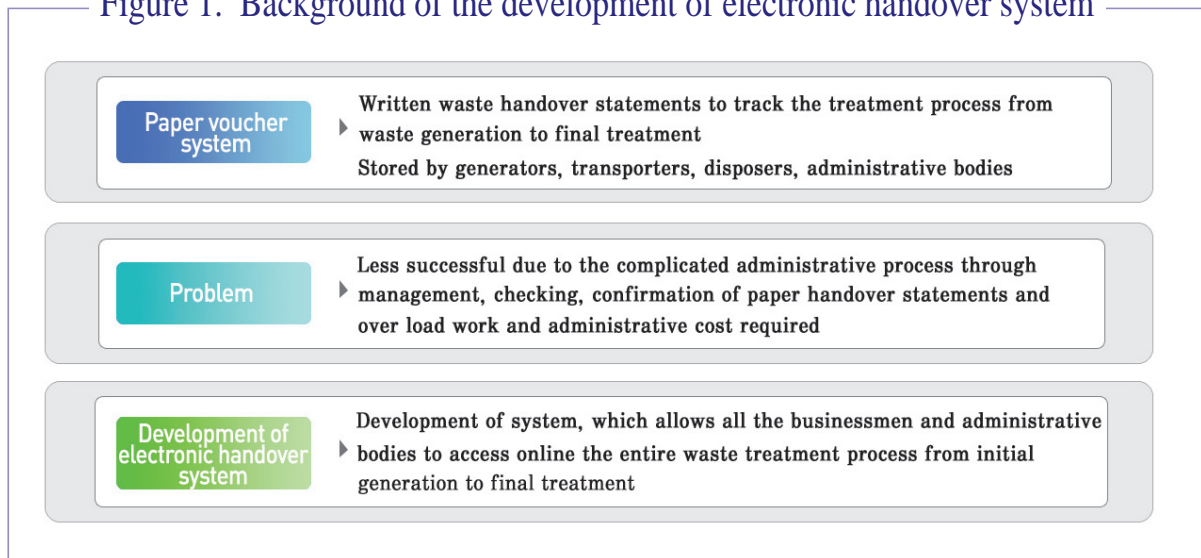 Figure 1. Background of the development of electronic handover system
Paper voucher
system
Written waste handover statements to track the treatment process from
waste generation to final treatment
Stored by generators, transporters, disposers, administrative bodies
Problem
Less successful due to the complicated administrative process through
management, checking, confirmation of paper handover statements and
over load work and administrative cost required
Development of
electronic handover
system
Development of system, which allows all the businessmen and administrative
bodies to access online the entire waste treatment process from initial
generation to final treatment